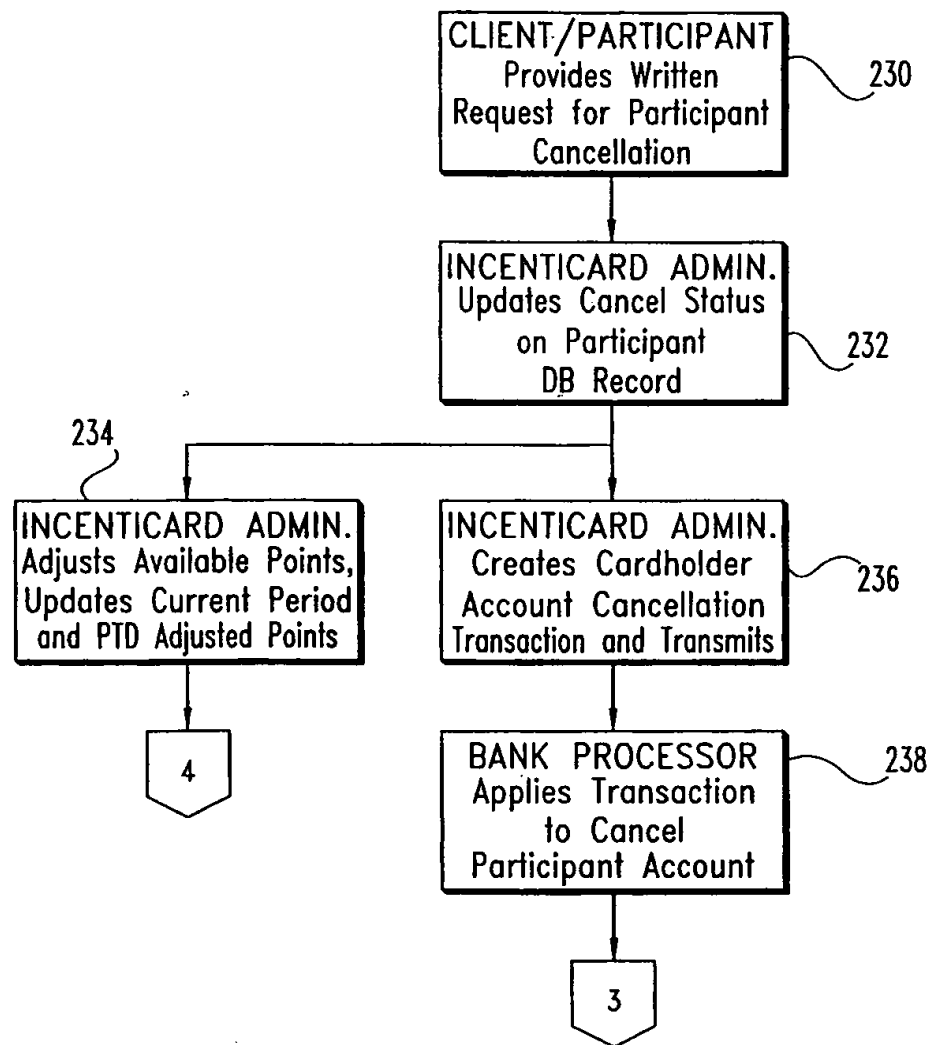 CLIENT/PARTICIPANT
Provides Written
Request for Participant
Cancellation
230
INCENTICARD ADMIN.
Updates Cancel Status
on Participant
DB Record
232
234
INCENTICARD ADMIN.
Adjusts Available Points,
Updates Current Period
and PTD Adjusted Points
INCENTICARD ADMIN.
Creates Cardholder
Account Cancellation
Transaction and Transmits
236
4
BANK PROCESSOR
Applies Transaction
to Cancel
Participant Account
238
3